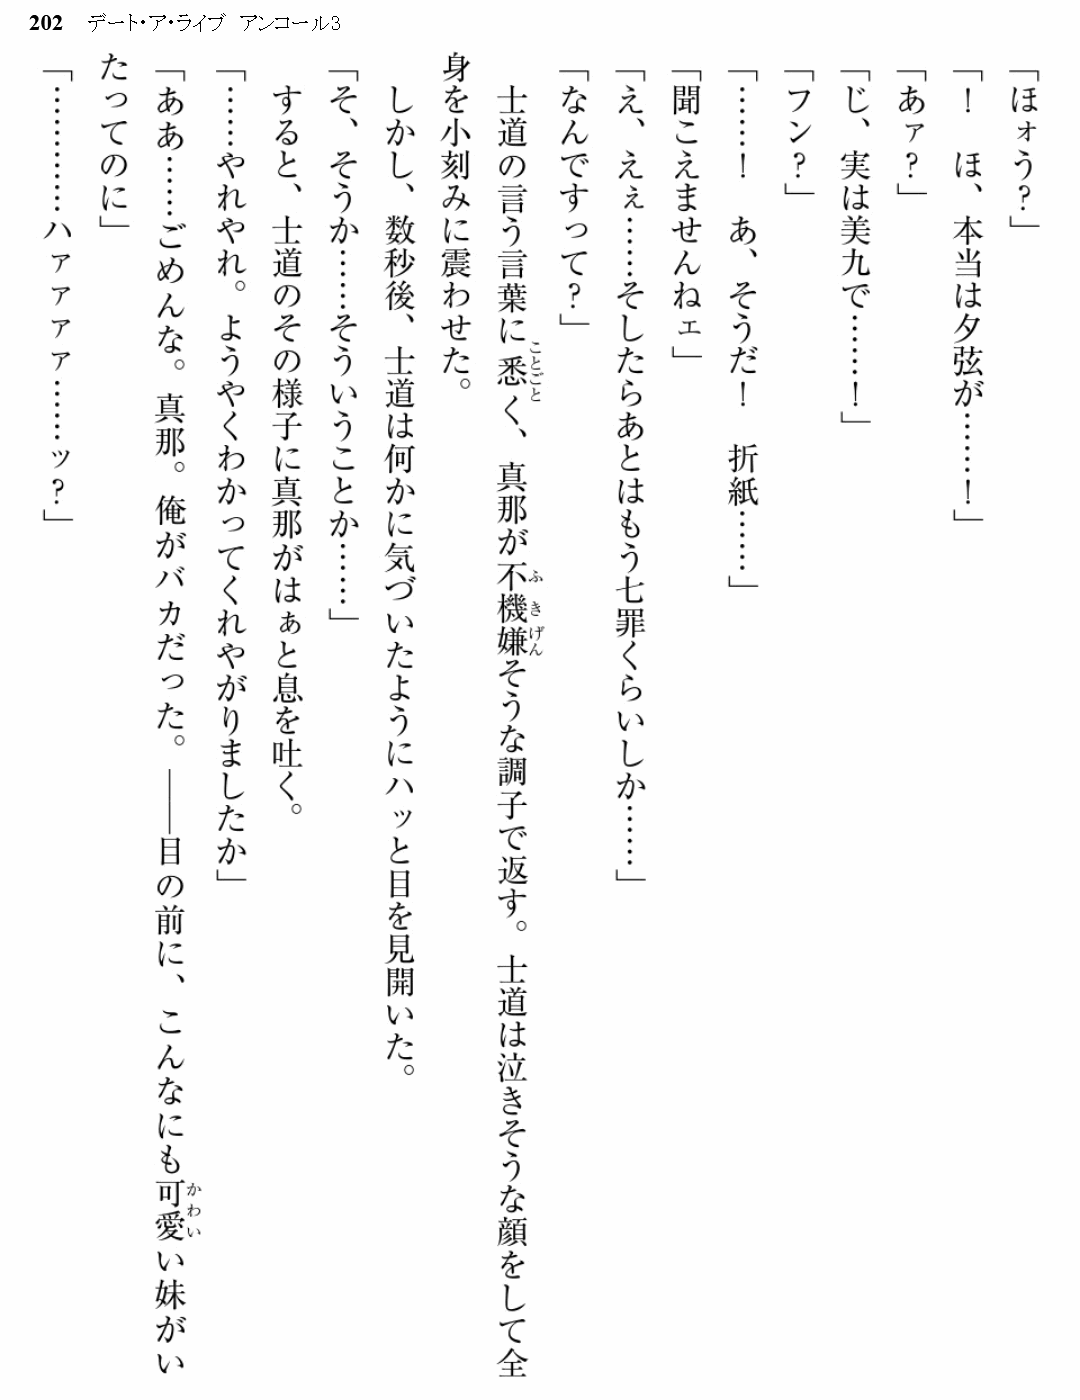 202 デート・ア・ライブ　アンコール3
「ほォう？」
「！　ほ、本当は夕弦が……！」
「あァ？」
「じ、実は美九で……！」
「フン？」
「……！　あ、そうだ！　折紙……」
「聞こえませんねェ」
「え、えぇ……そしたらあとはもう七罪くらいしか……」
「なんですって？」
　士道の言う言葉に悉く、真那が不機嫌そうな調子で返す。士道は泣きそうな顔をして全
身を小刻みに震わせた。
　しかし、数秒後、士道は何かに気づいたようにハッと目を見開いた。
「そ、そうか……そういうことか……」
　すると、士道のその様子に真那がはぁと息を吐く。
「……やれやれ。ようやくわかってくれやがりましたか」
「ああ……ごめんな。真那。俺がバカだった。――目の前に、こんなにも可愛い妹がい
たってのに」
「…………ハァァァァ……ッ？」